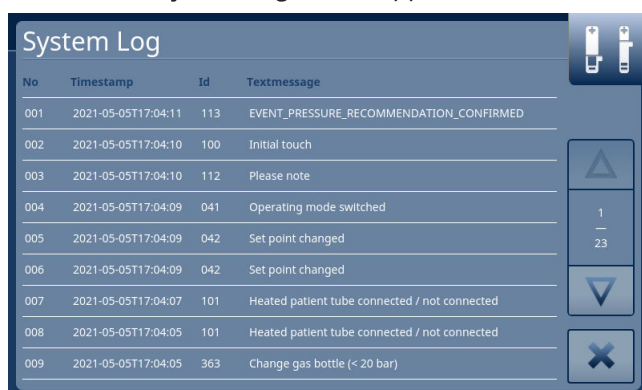 System Log
No Timestamp Id Textmessage
001 2021-05-05T17:04:11 113 EVENT_PRESSURE_RECOMMENDATION_CONFIRMED
002 2021-05-05T17:04:10 100 Initial touch
003 2021-05-05T17:04:10 112 Please note
004 2021-05-05T17:04:09 041 Operating mode switched
005 2021-05-05T17:04:09 042 Set point changed
006 2021-05-05T17:04:09 042 Set point changed
007 2021-05-05T17:04:07 101 Heated patient tube connected / not connected
008 2021-05-05T17:04:05 101 Heated patient tube connected / not connected
009 2021-05-05T17:04:05 363 Change gas bottle (< 20 bar)
1
23